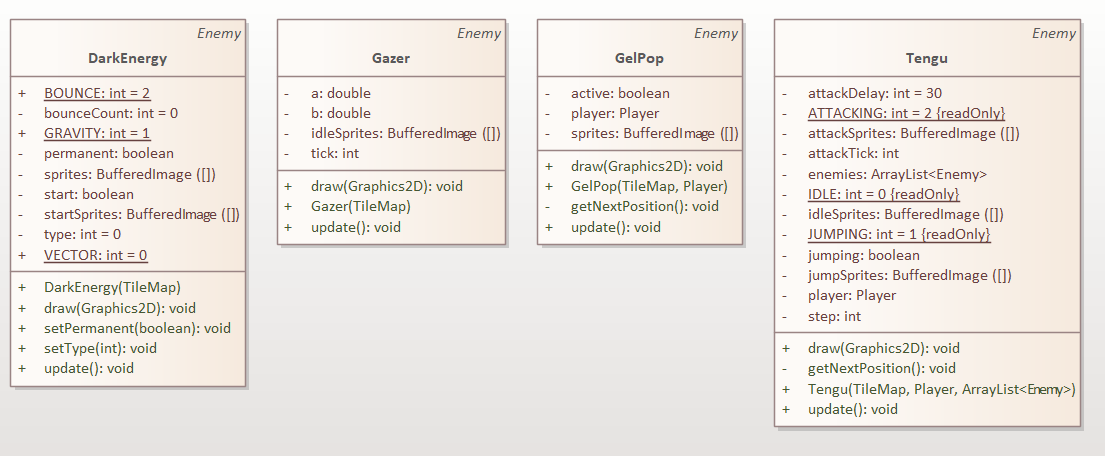 Enemy
DarkEnergy
+ BOUNCE: int = 2
- bounceCount: int = 0
+ GRAVITY: int = 1
- permanent: boolean
- sprites: BufferedImage ([])
- start: boolean
- startSprites: BufferedImage ([])
- type: int = 0
+ VECTOR: int = 0
+ DarkEnergy(TileMap)
+ draw(Graphics2D): void
+ setPermanent(boolean): void
+ setType(int): void
+ update(): void
Enemy
Gazer
- a: double
- b: double
- idleSprites: BufferedImage ([])
- tick: int
+ draw(Graphics2D): void
+ Gazer(TileMap)
+ update(): void
Enemy
GelPop
- active: boolean
- player: Player
- sprites: BufferedImage ([])
+ draw(Graphics2D): void
+ GelPop(TileMap, Player)
- getNextPosition(): void
+ update(): void
Enemy
Tengu
- attackDelay: int = 30
- ATTACKING: int = 2 {readOnly}
- attackSprites: BufferedImage ([])
- attackTick: int
- enemies: ArrayList<Enemy>
- IDLE: int = 0 {readOnly}
- idleSprites: BufferedImage ([])
- JUMPING: int = 1 {readOnly}
- jumping: boolean
- jumpSprites: BufferedImage ([])
- player: Player
- step: int
+ draw(Graphics2D): void
- getNextPosition(): void
+ Tengu(TileMap, Player, ArrayList<Enemy>)
+ update(): void